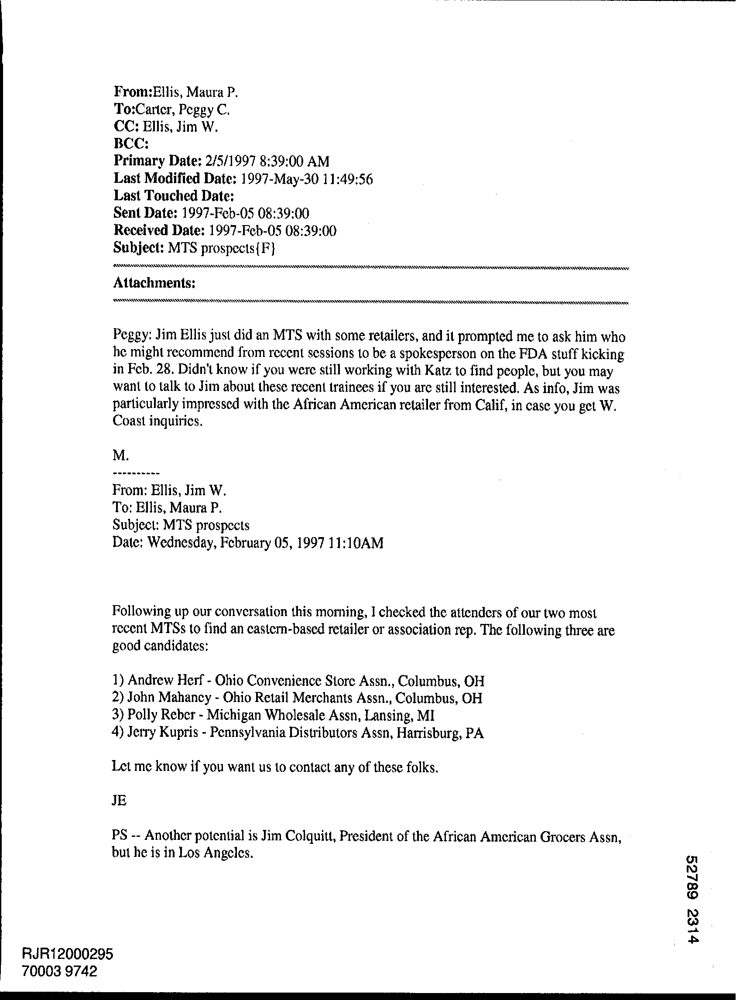 From:Ellis, Maura P.
To:Carter, Peggy C.
CC: Ellis, Jim W.
BCC:
Primary Date: 2/5/1997 8:39:00 AM
Last Modified Date: 1997-May-30 11:49:56
Last Touched Date:
Sent Date: 1997-Feb-05 08:39:00
Received Date: 1997-Feb-05 08:39:00
Subject: MTS prospects{F}
Attachments:
Peggy: Jim Ellis just did an MTS with some retailers, and it prompted me to ask him who
he might recommend from recent sessions to be a spokesperson on the FDA stuff kicking
in Feb. 28. Didn't know if you were still working with Katz to find people, but you may
want to talk to Jim about these recent trainees if you are still interested. As info, Jim was
particularly impressed with the African American retailer from Calif, in case you get W.
Coast inquiries.
M.
----------
From: Ellis, Jim W.
To: Ellis, Maura P.
Subject: MTS prospects
Date: Wednesday, February 05, 1997 11:10AM
Following up our conversation this morning, I checked the attenders of our two most
recent MTSs to find an eastern-based retailer or association rep. The following three are
good candidates:
1) Andrew Herf - Ohio Convenience Store Assn., Columbus, OH
2) John Mahaney - Ohio Retail Merchants Assn., Columbus, OH
3) Polly Reber - Michigan Wholesale Assn, Lansing, MI
4) Jerry Kupris - Pennsylvania Distributors Assn, Harrisburg, PA
Let me know if you want us to contact any of these folks.
JE
PS -- Another potential is Jim Colquitt, President of the African American Grocers Assn,
but he is in Los Angeles.
52789 2314
RJR12000295
70003 9742